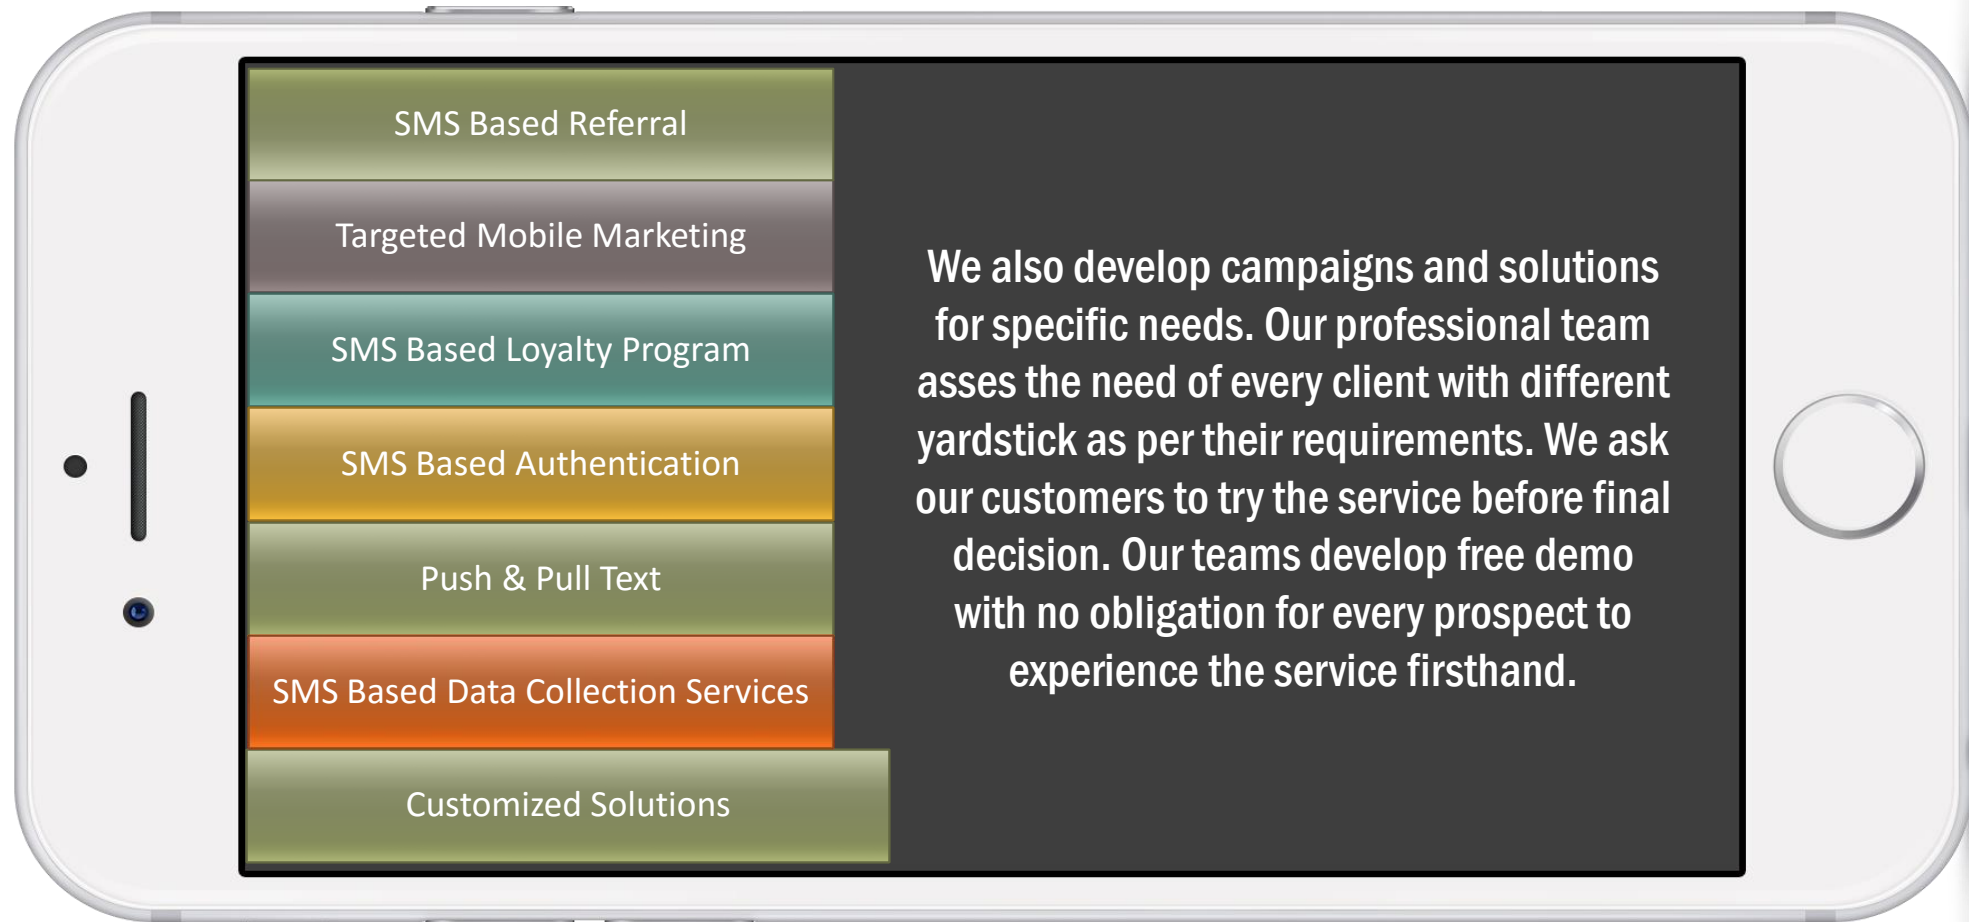 SMS Based Referral
Targeted Mobile Marketing
SMS Based Loyalty Program
SMS Based Authentication
Push & Pull Text
SMS Based Data Collection Services
Customized Solutions
We also develop campaigns and solutions
for specific needs. Our professional team
asses the need of every client with different
yardstick as per their requirements. We ask
our customers to try the service before final
decision. Our teams develop free demo
with no obligation for every prospect to
experience the service firsthand.